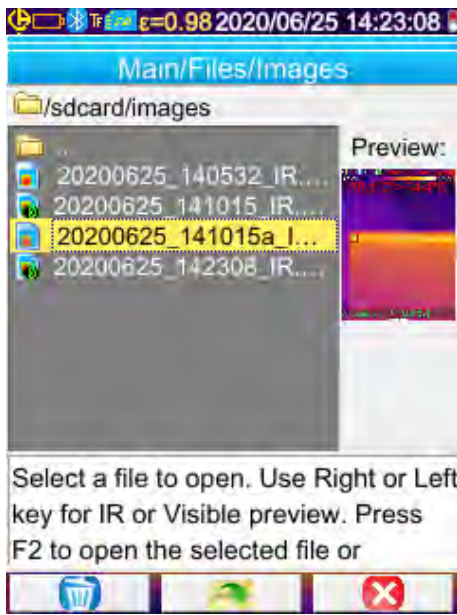 ε=0.98 2020/06/25 14:23:08
Main/Files/Images
/sdcard/images
..
20200625_140532_IR....
20200625_141015_IR....
20200625_141015a_I...
20200625_142308_IR....
Preview:
Select a file to open. Use Right or Left
key for IR or Visible preview. Press
F2 to open the selected file or